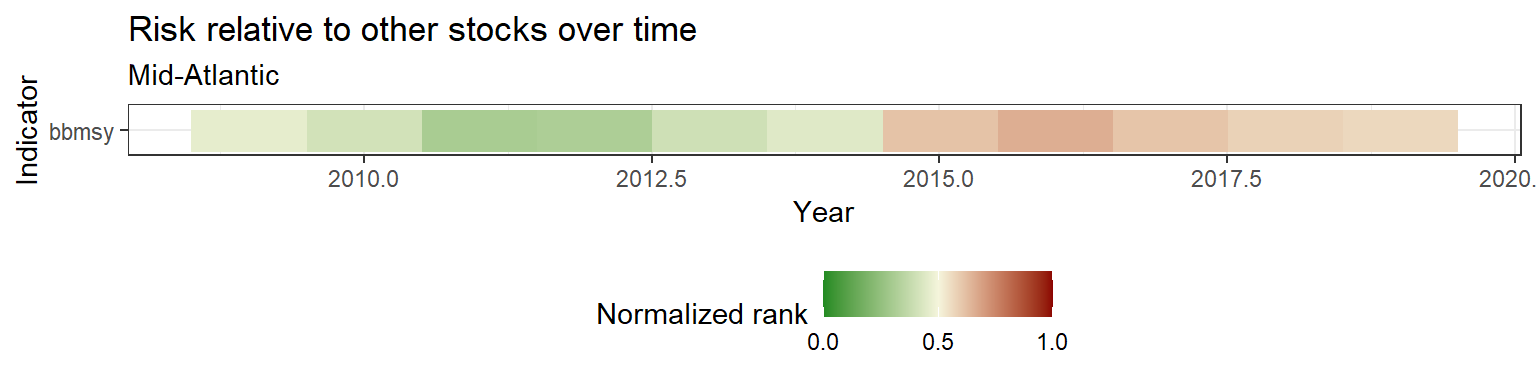 Risk relative to other stocks over time
Mid-Atlantic
Indicator
bbmsy
2010.0 2012.5 2015.0 2017.5 2020.
Year
Normalized rank
0.0 0.5 1.0